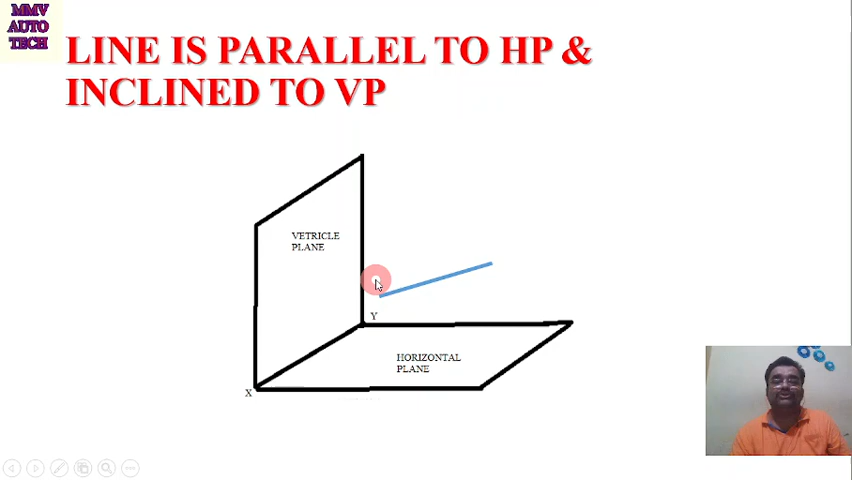 MMV
AUTO
TECH
LINE IS PARALLEL TO HP &
INCLINED TO VP
VETRICLE
PLANE
Y
HORIZONTAL
PLANE
X